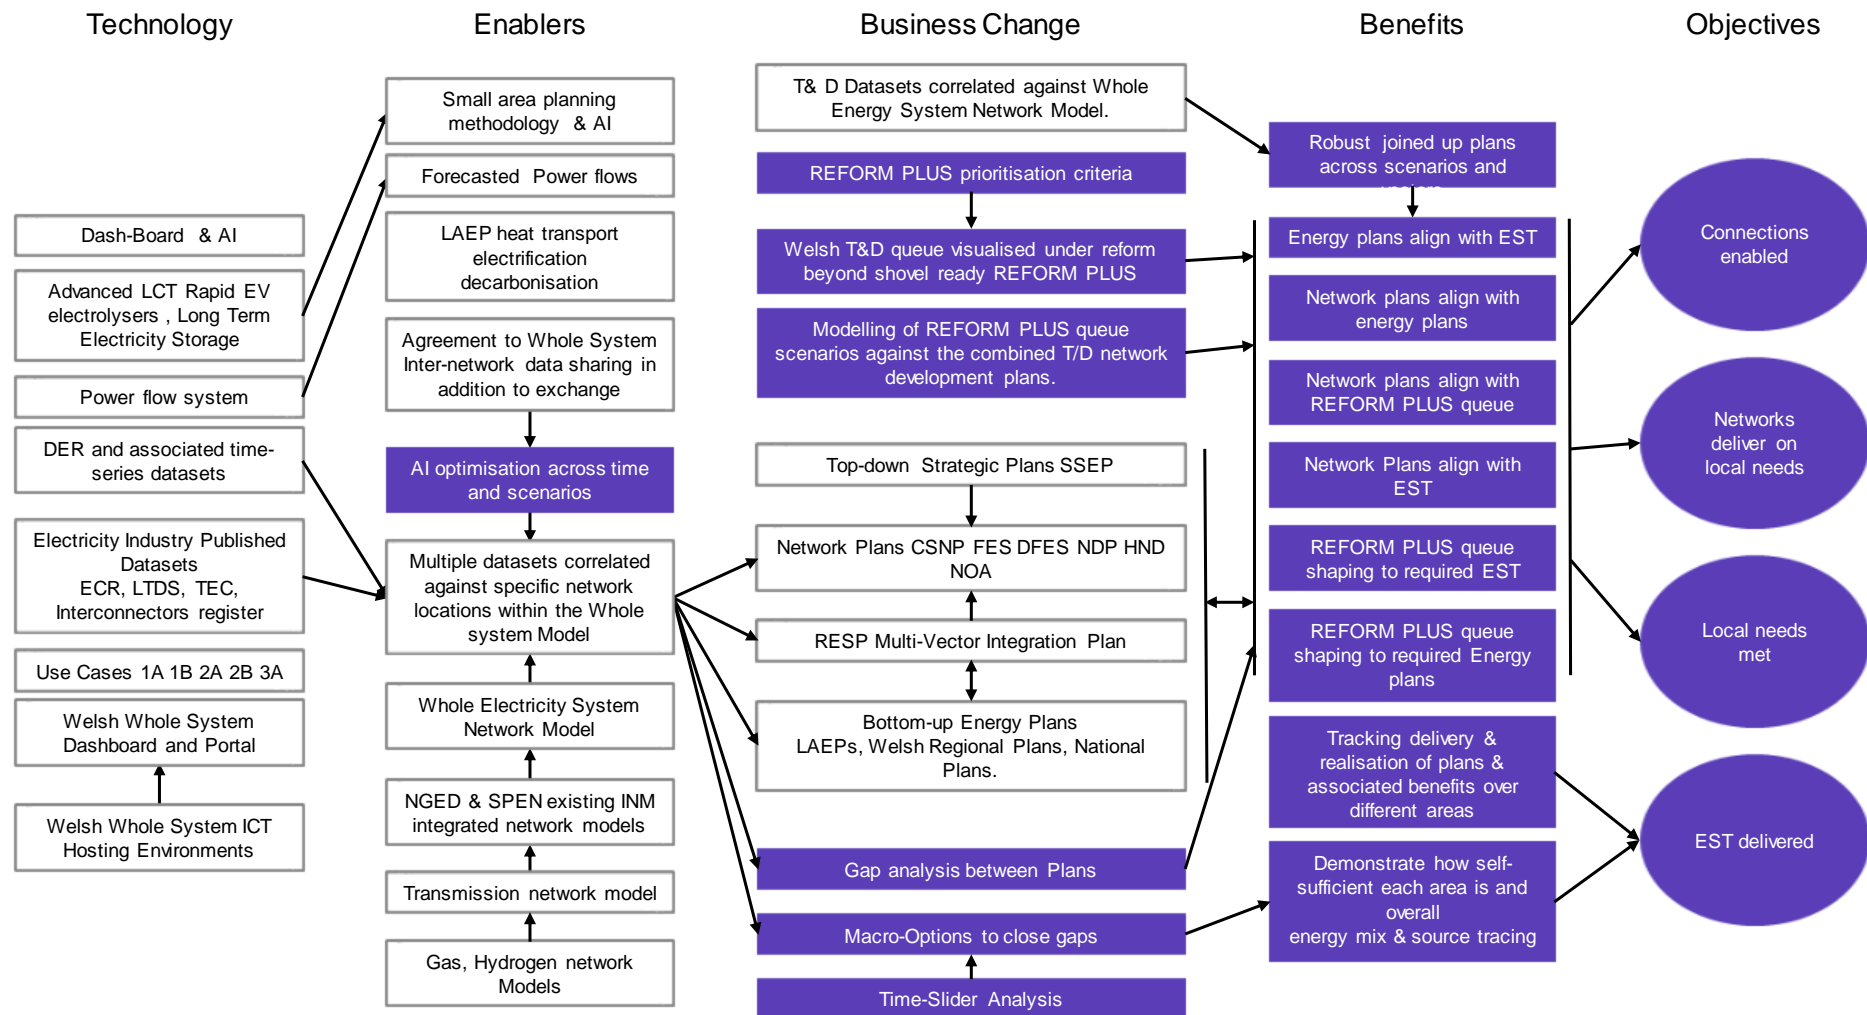 Technology
Enablers
Business Change
Benefits
Objectives
Dash-Board & AI
Advanced LCT Rapid EV
electrolysers , Long Term
Electricity Storage
Power flow system
DER and associated time-
series datasets
Electricity Industry Published
Datasets
ECR, LTDS, TEC,
Interconnectors register
Use Cases 1A 1B 2A 2B 3A
Welsh Whole System
Dashboard and Portal
Welsh Whole System ICT
Hosting Environments
Small area planning
methodology & AI
Forecasted Power flows
LAEP heat transport
electrification
decarbonisation
Agreement to Whole System
Inter-network data sharing in
addition to exchange
AI optimisation across time
and scenarios
Multiple datasets correlated
against specific network
locations within the Whole
system Model
Whole Electricity System
Network Model
NGED & SPEN existing INM
integrated network models
Transmission network model
Gas, Hydrogen network
Models
T& D Datasets correlated against Whole
Energy System Network Model.
REFORM PLUS prioritisation criteria
Welsh T&D queue visualised under reform
beyond shovel ready REFORM PLUS
Modelling of REFORM PLUS queue
scenarios against the combined T/D network
development plans.
Top-down Strategic Plans SSEP
Network Plans CSNP FES DFES NDP HND
NOA
RESP Multi-Vector Integration Plan
Bottom-up Energy Plans
LAEPs, Welsh Regional Plans, National
Plans.
Gap analysis between Plans
Macro-Options to close gaps
Time-Slider Analysis
Robust joined up plans
across scenarios and
Energy plans align with EST
Network plans align with
energy plans
Network plans align with
REFORM PLUS queue
Network Plans align with
EST
REFORM PLUS queue
shaping to required EST
REFORM PLUS queue
shaping to required Energy
plans
Tracking delivery &
realisation of plans &
associated benefits over
different areas
Demonstrate how self-
sufficient each area is and
overall
energy mix & source tracing
Connections
enabled
Networks
deliver on
local needs
Local needs
met
EST delivered